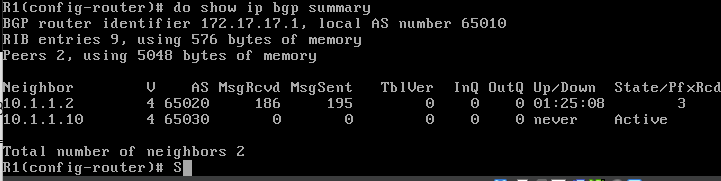 R1(config-router)# do show ip bgp summary
BGP router identifier 172.17.17.1, local AS number 65010
RIB entries 9, using 576 bytes of memory
Peers 2, using 5048 bytes of memory
Neighbor V AS MsgRcvd MsgSent TblVer InQ OutQ Up/Down State/PfxRcd
10.1.1.2 4 65020 186 195 0 0 0 01:25:08 3
10.1.1.10 4 65030 0 0 0 0 0 never Active
Total number of neighbors 2
R1(config-router)# S